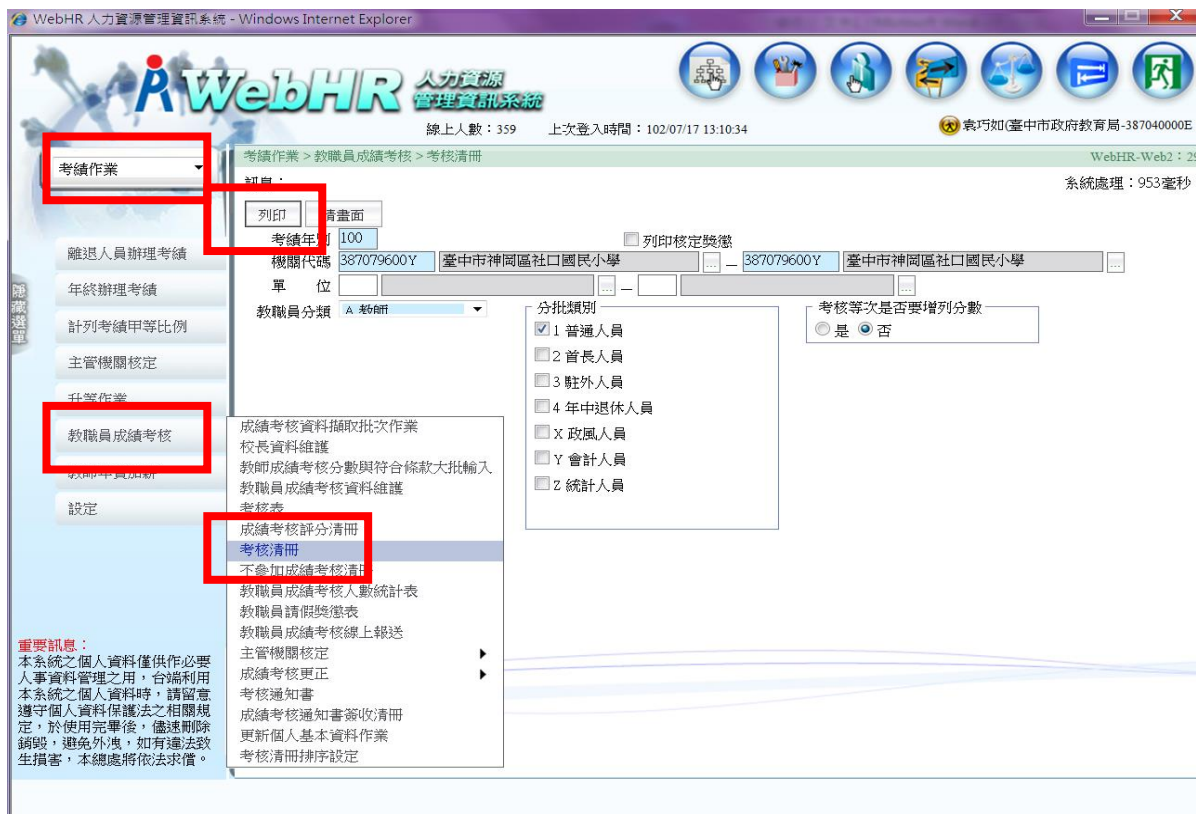 WebHR 人力資源管理資訊系統 - Windows Internet Explorer
WebHR 人力資源
管理資訊系統
線上人數：359 上次登入時間：102/07/17 13:10:34
袁巧如(臺中市政府教育局-387040000E
考績作業
考績作業 > 教職員成績考核 > 考核清冊 WebHR-Web2：29
訊息： 系統處理：953毫秒
列印 清畫面
考績年別 100 列印核定獎懲
機關代碼 387079600Y 臺中市神岡區社口國民小學 ... – 387079600Y 臺中市神岡區社口國民小學 ...
單 位 ... – ...
教職員分類 A 教師
分批類別
1 普通人員
2 首長人員
3 駐外人員
4 年中退休人員
X 政風人員
Y 會計人員
Z 統計人員
考核等次是否要增列分數
是 否
隱藏選單
離退人員辦理考績
年終辦理考績
計列考績甲等比例
主管機關核定
升等作業
教職員成績考核
教師年資加薪
設定
成績考核資料擷取批次作業
校長資料維護
教師成績考核分數與符合條款大批輸入
教職員成績考核資料維護
考核表
成績考核評分清冊
考核清冊
不參加成績考核清冊
教職員成績考核人數統計表
教職員請假獎懲表
教職員成績考核線上報送
主管機關核定
成績考核更正
考核通知書
成績考核通知書簽收清冊
更新個人基本資料作業
考核清冊排序設定
重要訊息：
本系統之個人資料僅供作必要
人事資料管理之用，台端利用
本系統之個人資料時，請留意
遵守個人資料保護法之相關規
定，於使用完畢後，儘速刪除
銷毀，避免外洩，如有違法致
生損害，本總處將依法求償。